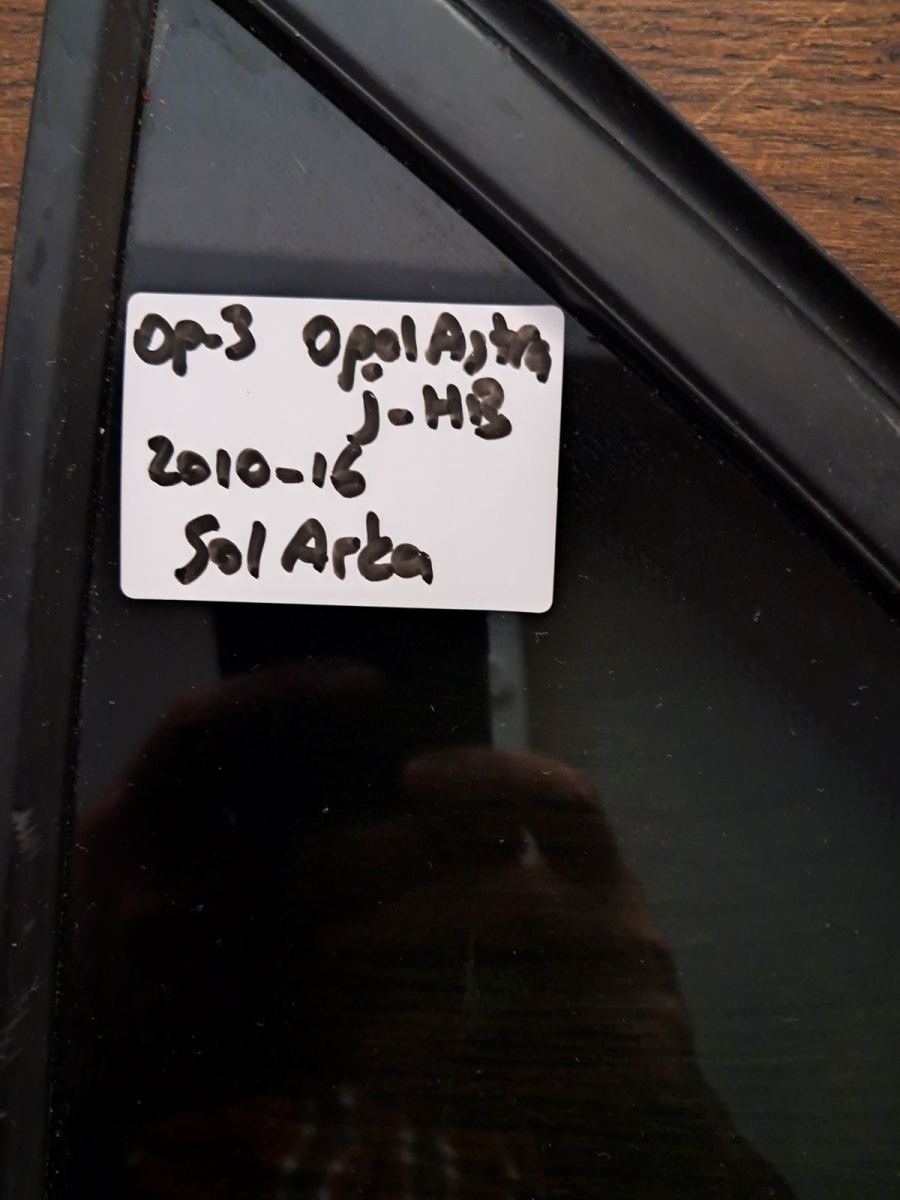 Op-3 Opel Astra
j-HB
2010-16
Sol Arka